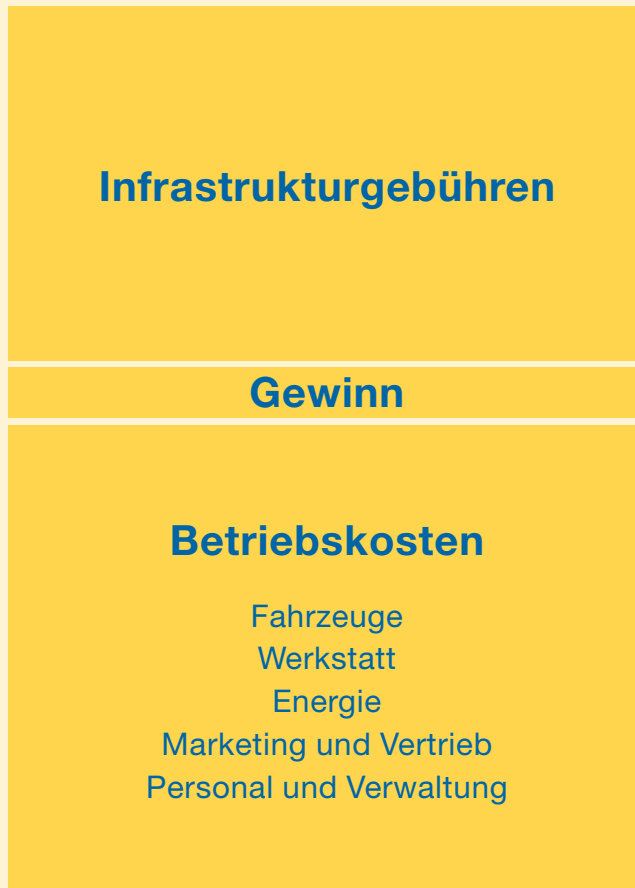 Infrastrukturgebühren
Gewinn
Betriebskosten
Fahrzeuge
Werkstatt
Energie
Marketing und Vertrieb
Personal und Verwaltung